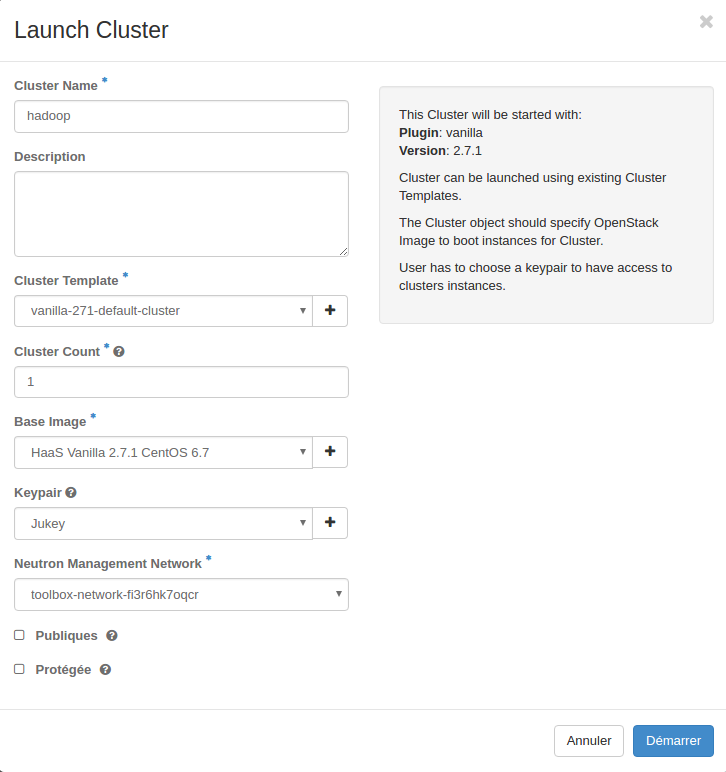 Launch Cluster
Cluster Name *
hadoop
Description
Cluster Template *
vanilla-271-default-cluster
Cluster Count *
1
Base Image *
HaaS Vanilla 2.7.1 CentOS 6.7
Keypair
Jukey
Neutron Management Network *
toolbox-network-fi3r6hk7oqcr
Publiques
Protégée
This Cluster will be started with:
Plugin: vanilla
Version: 2.7.1
Cluster can be launched using existing Cluster
Templates.
The Cluster object should specify OpenStack
Image to boot instances for Cluster.
User has to choose a keypair to have access to
clusters instances.
Annuler
Démarrer